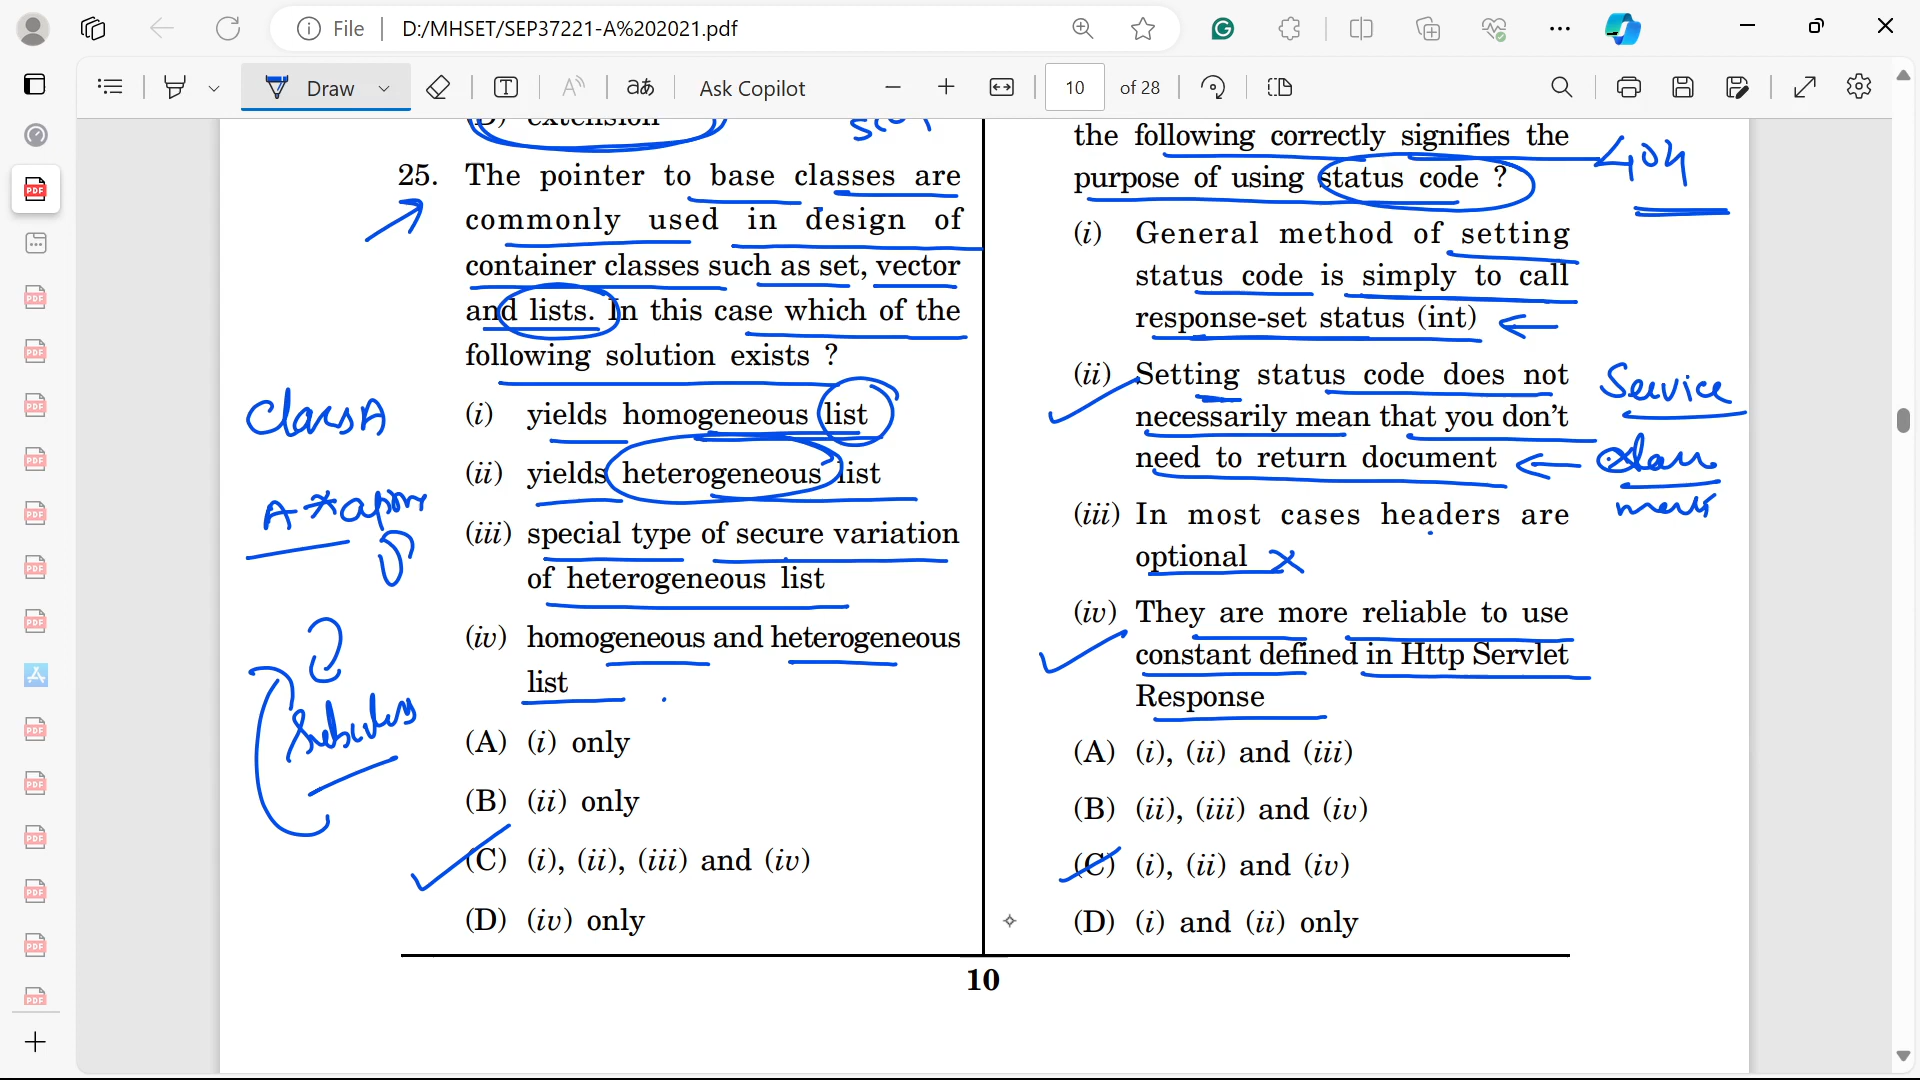 File
D:/MHSET/SEP37221-A%202021.pdf
Draw
Ask Copilot
10
of 28
(D) extension
25. The pointer to base classes are
commonly used in design of
container classes such as set, vector
and lists. In this case which of the
following solution exists ?
(i) yields homogeneous list
(ii) yields heterogeneous list
(iii) special type of secure variation
of heterogeneous list
(iv) homogeneous and heterogeneous
list
(A) (i) only
(B) (ii) only
(C) (i), (ii), (iii) and (iv)
(D) (iv) only
Class A
the following correctly signifies the
purpose of using status code ?
(i) General method of setting
status code is simply to call
response-set status (int)
(ii) Setting status code does not
necessarily mean that you don't
need to return document
(iii) In most cases headers are
optional
(iv) They are more reliable to use
constant defined in Http Servlet
Response
(A) (i), (ii) and (iii)
(B) (ii), (iii) and (iv)
(C) (i), (ii) and (iv)
(D) (i) and (ii) only
404
Service
10